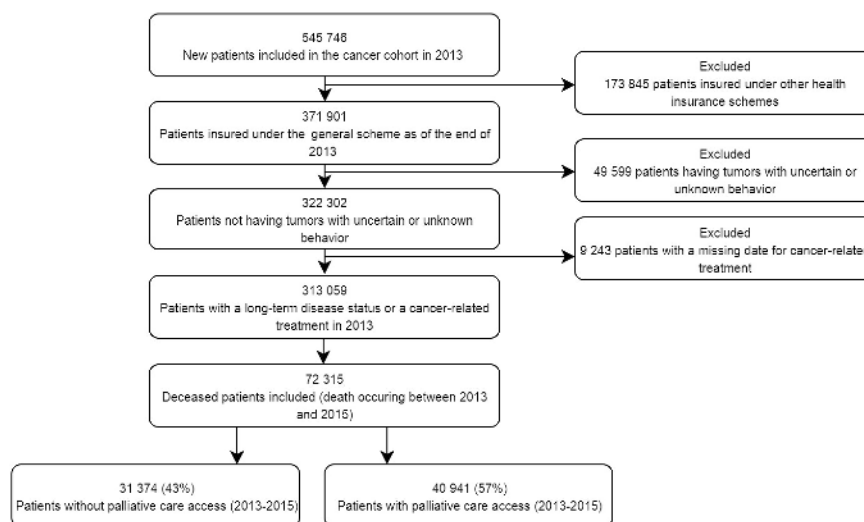 545 746
New patients included in the cancer cohort in 2013
Excluded
173 845 patients insured under other health
insurance schemes
371 901
Patients insured under the general scheme as of the end of
2013
Excluded
49 599 patients having tumors with uncertain or
unknown behavior
322 302
Patients not having tumors with uncertain or unknown
behavior
Excluded
9 243 patients with a missing date for cancer-related
treatment
313 059
Patients with a long-term disease status or a cancer-related
treatment in 2013
72 315
Deceased patients included (death occuring between 2013
and 2015)
31 374 (43%)
Patients without palliative care access (2013-2015)
40 941 (57%)
Patients with palliative care access (2013-2015)